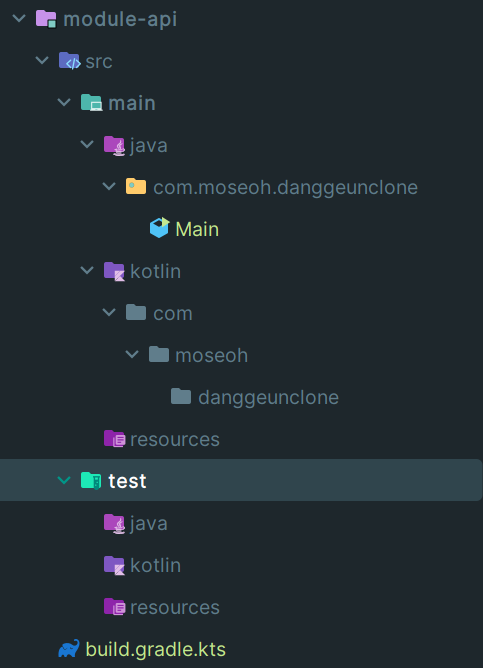 module-api
src
main
java
com.moseoh.danggeunclone
Main
kotlin
com
moseoh
danggeunclone
resources
test
java
kotlin
resources
build.gradle.kts